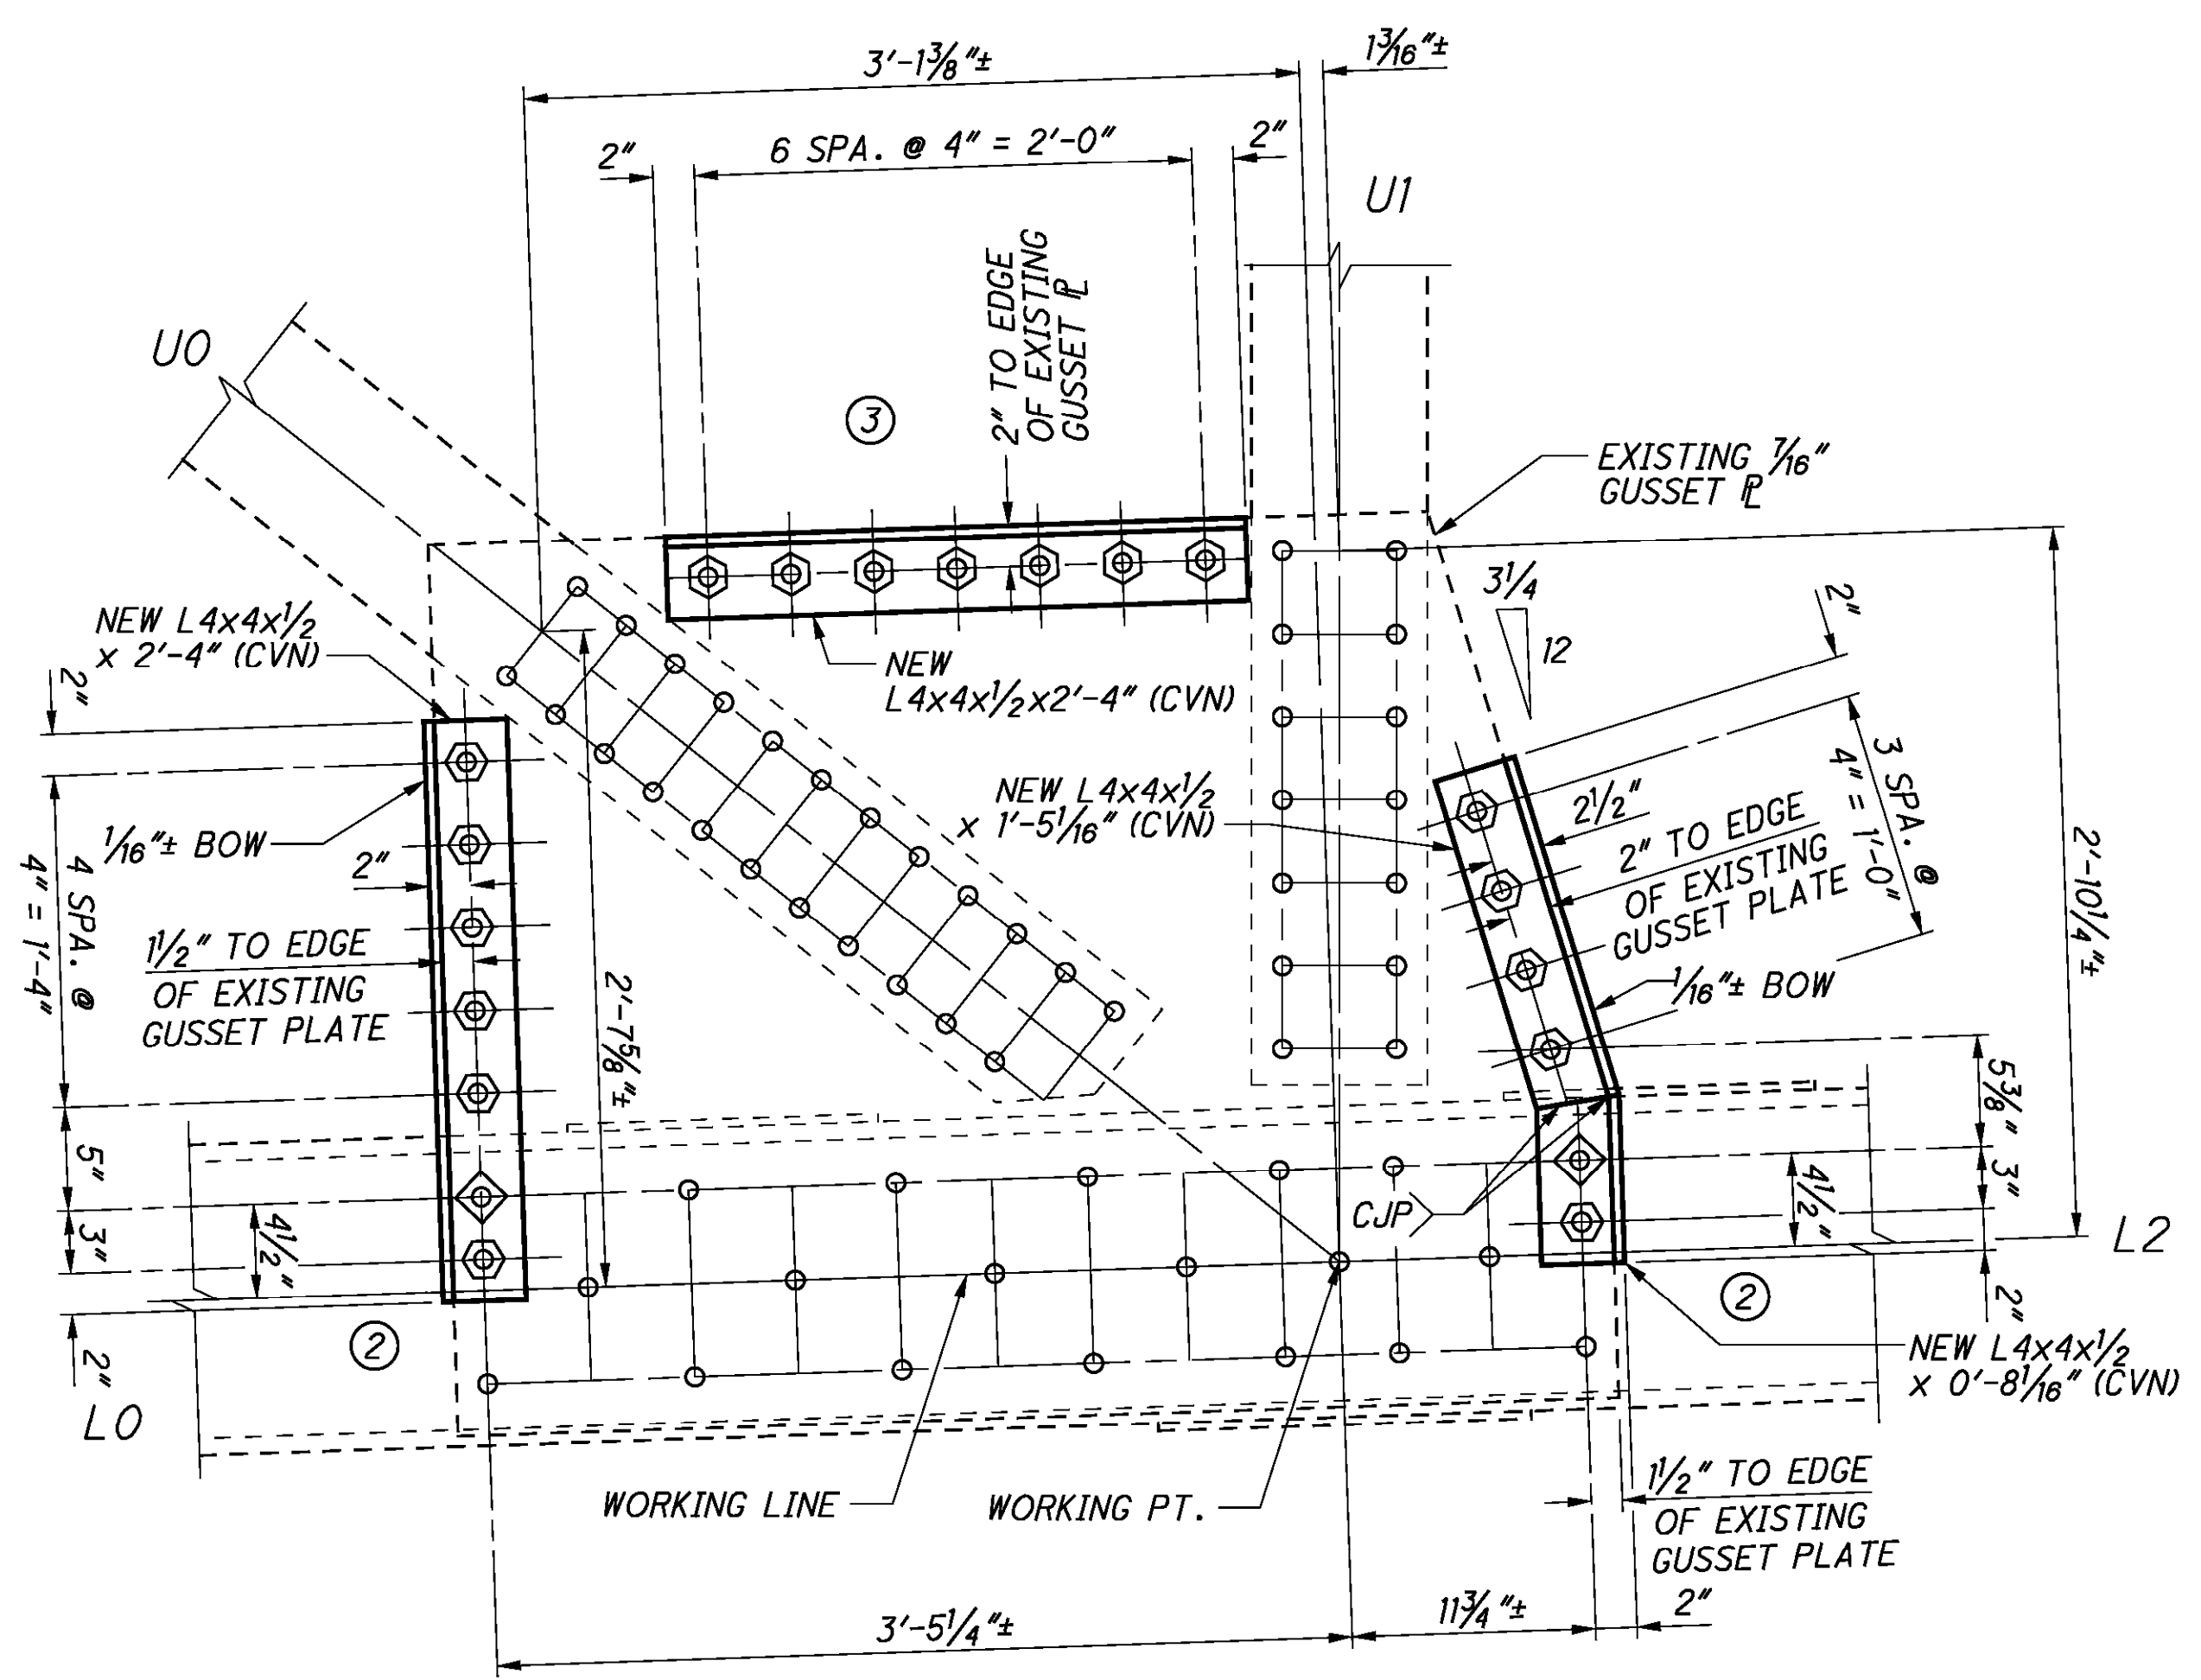 3'-1 3/8"±
1 3/16"±
2"
6 SPA. @ 4" = 2'-0"
2"
U1
U0
2" TO EDGE
OF EXISTING
GUSSET ℄
3
EXISTING 7/16"
GUSSET ℄
3 1/4
12
2"
NEW L4x4x1/2
x 2'-4" (CVN)
2"
NEW
L4x4x1/2x2'-4" (CVN)
3 SPA. @
4" = 1'-0"
NEW L4x4x1/2
x 1'-5 1/16" (CVN)
2 1/2"
2" TO EDGE
OF EXISTING
GUSSET PLATE
1/16"± BOW
2"
4 SPA. @
4" = 1'-4"
1 1/2" TO EDGE
OF EXISTING
GUSSET PLATE
2'-7 5/8"±
1/16"± BOW
2'-10 1/4"±
5 3/8"
5"
3"
4 1/2"
3"
4 1/2"
CJP
L2
2
2"
2
2"
L0
NEW L4x4x1/2
x 0'-8 1/16" (CVN)
WORKING LINE
WORKING PT.
1 1/2" TO EDGE
OF EXISTING
GUSSET PLATE
3'-5 1/4"±
11 3/4"±
2"